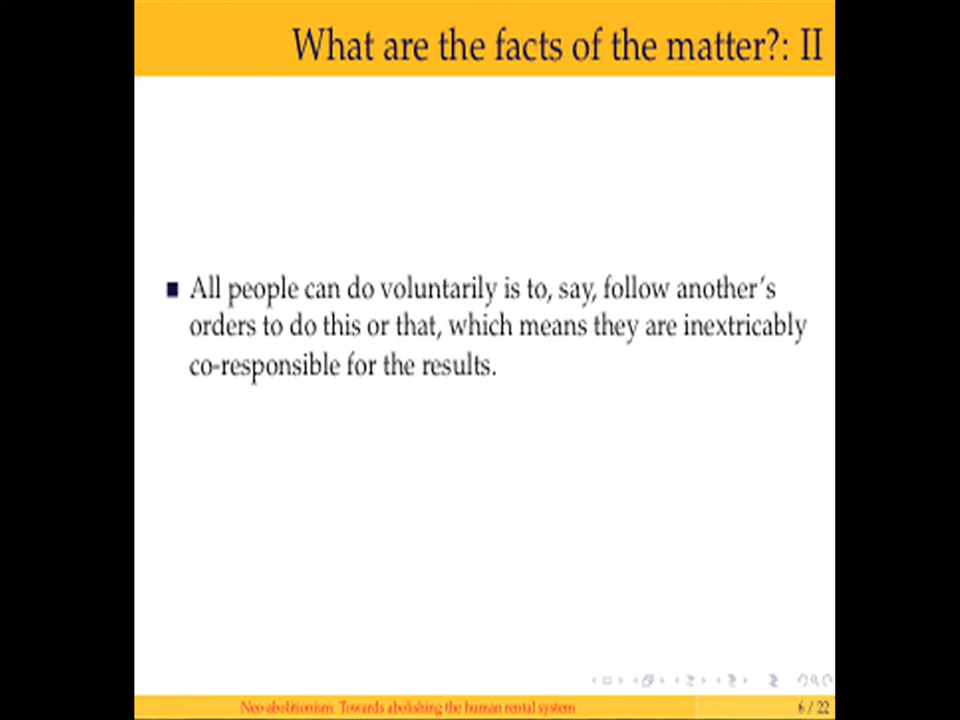 What are the facts of the matter?: II
All people can do voluntarily is to, say, follow another's
orders to do this or that, which means they are inextricably
co-responsible for the results.
Neo-abolitionism: Towards abolishing the human rental system
6 / 22